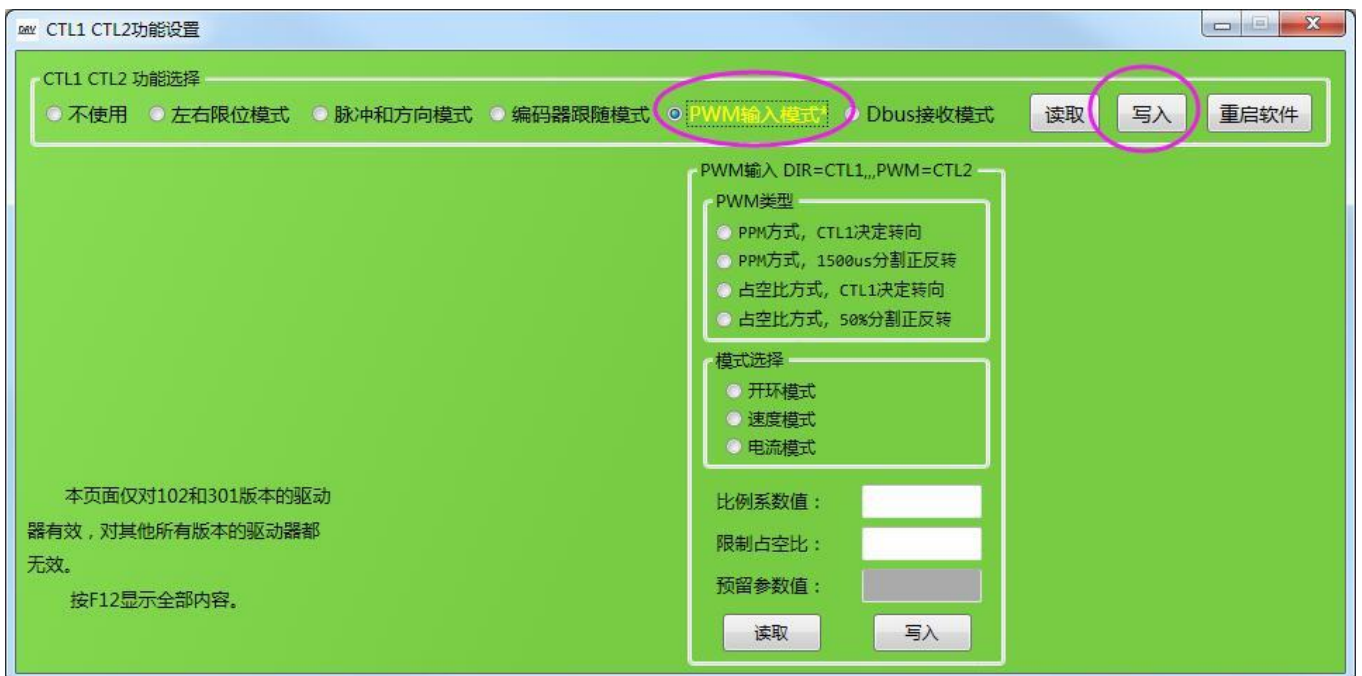 CTL1 CTL2功能设置
CTL1 CTL2 功能选择
不使用 左右限位模式 脉冲和方向模式 编码器跟随模式 PWM输入模式* Dbus接收模式 读取 写入 重启软件
PWM输入 DIR=CTL1,,,PWM=CTL2
PWM类型
PPM方式，CTL1决定转向
PPM方式，1500us分割正反转
占空比方式，CTL1决定转向
占空比方式，50%分割正反转
模式选择
开环模式
速度模式
电流模式
本页面仅对102和301版本的驱动
器有效，对其他所有版本的驱动器都
无效。
按F12显示全部内容。
比例系数值：
限制占空比：
预留参数值：
读取 写入